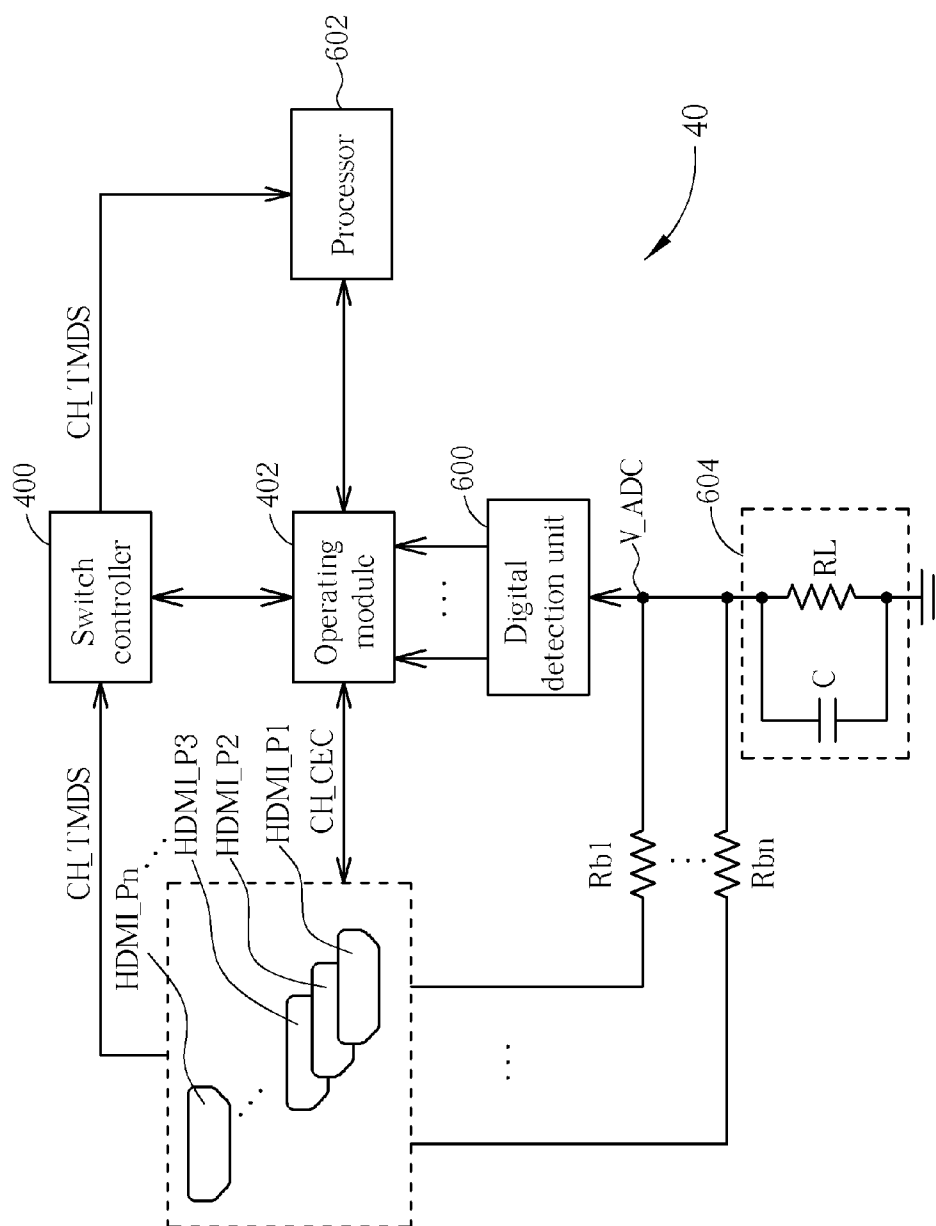 CH_TMDS
400
Switch
controller
CH_TMDS
HDMI_Pn
HDMI_P3
HDMI_P2
HDMI_P1
CH_CEC
402
Operating
module
602
Processor
600
Digital
detection unit
V_ADC
Rb1
Rbn
604
C
RL
40